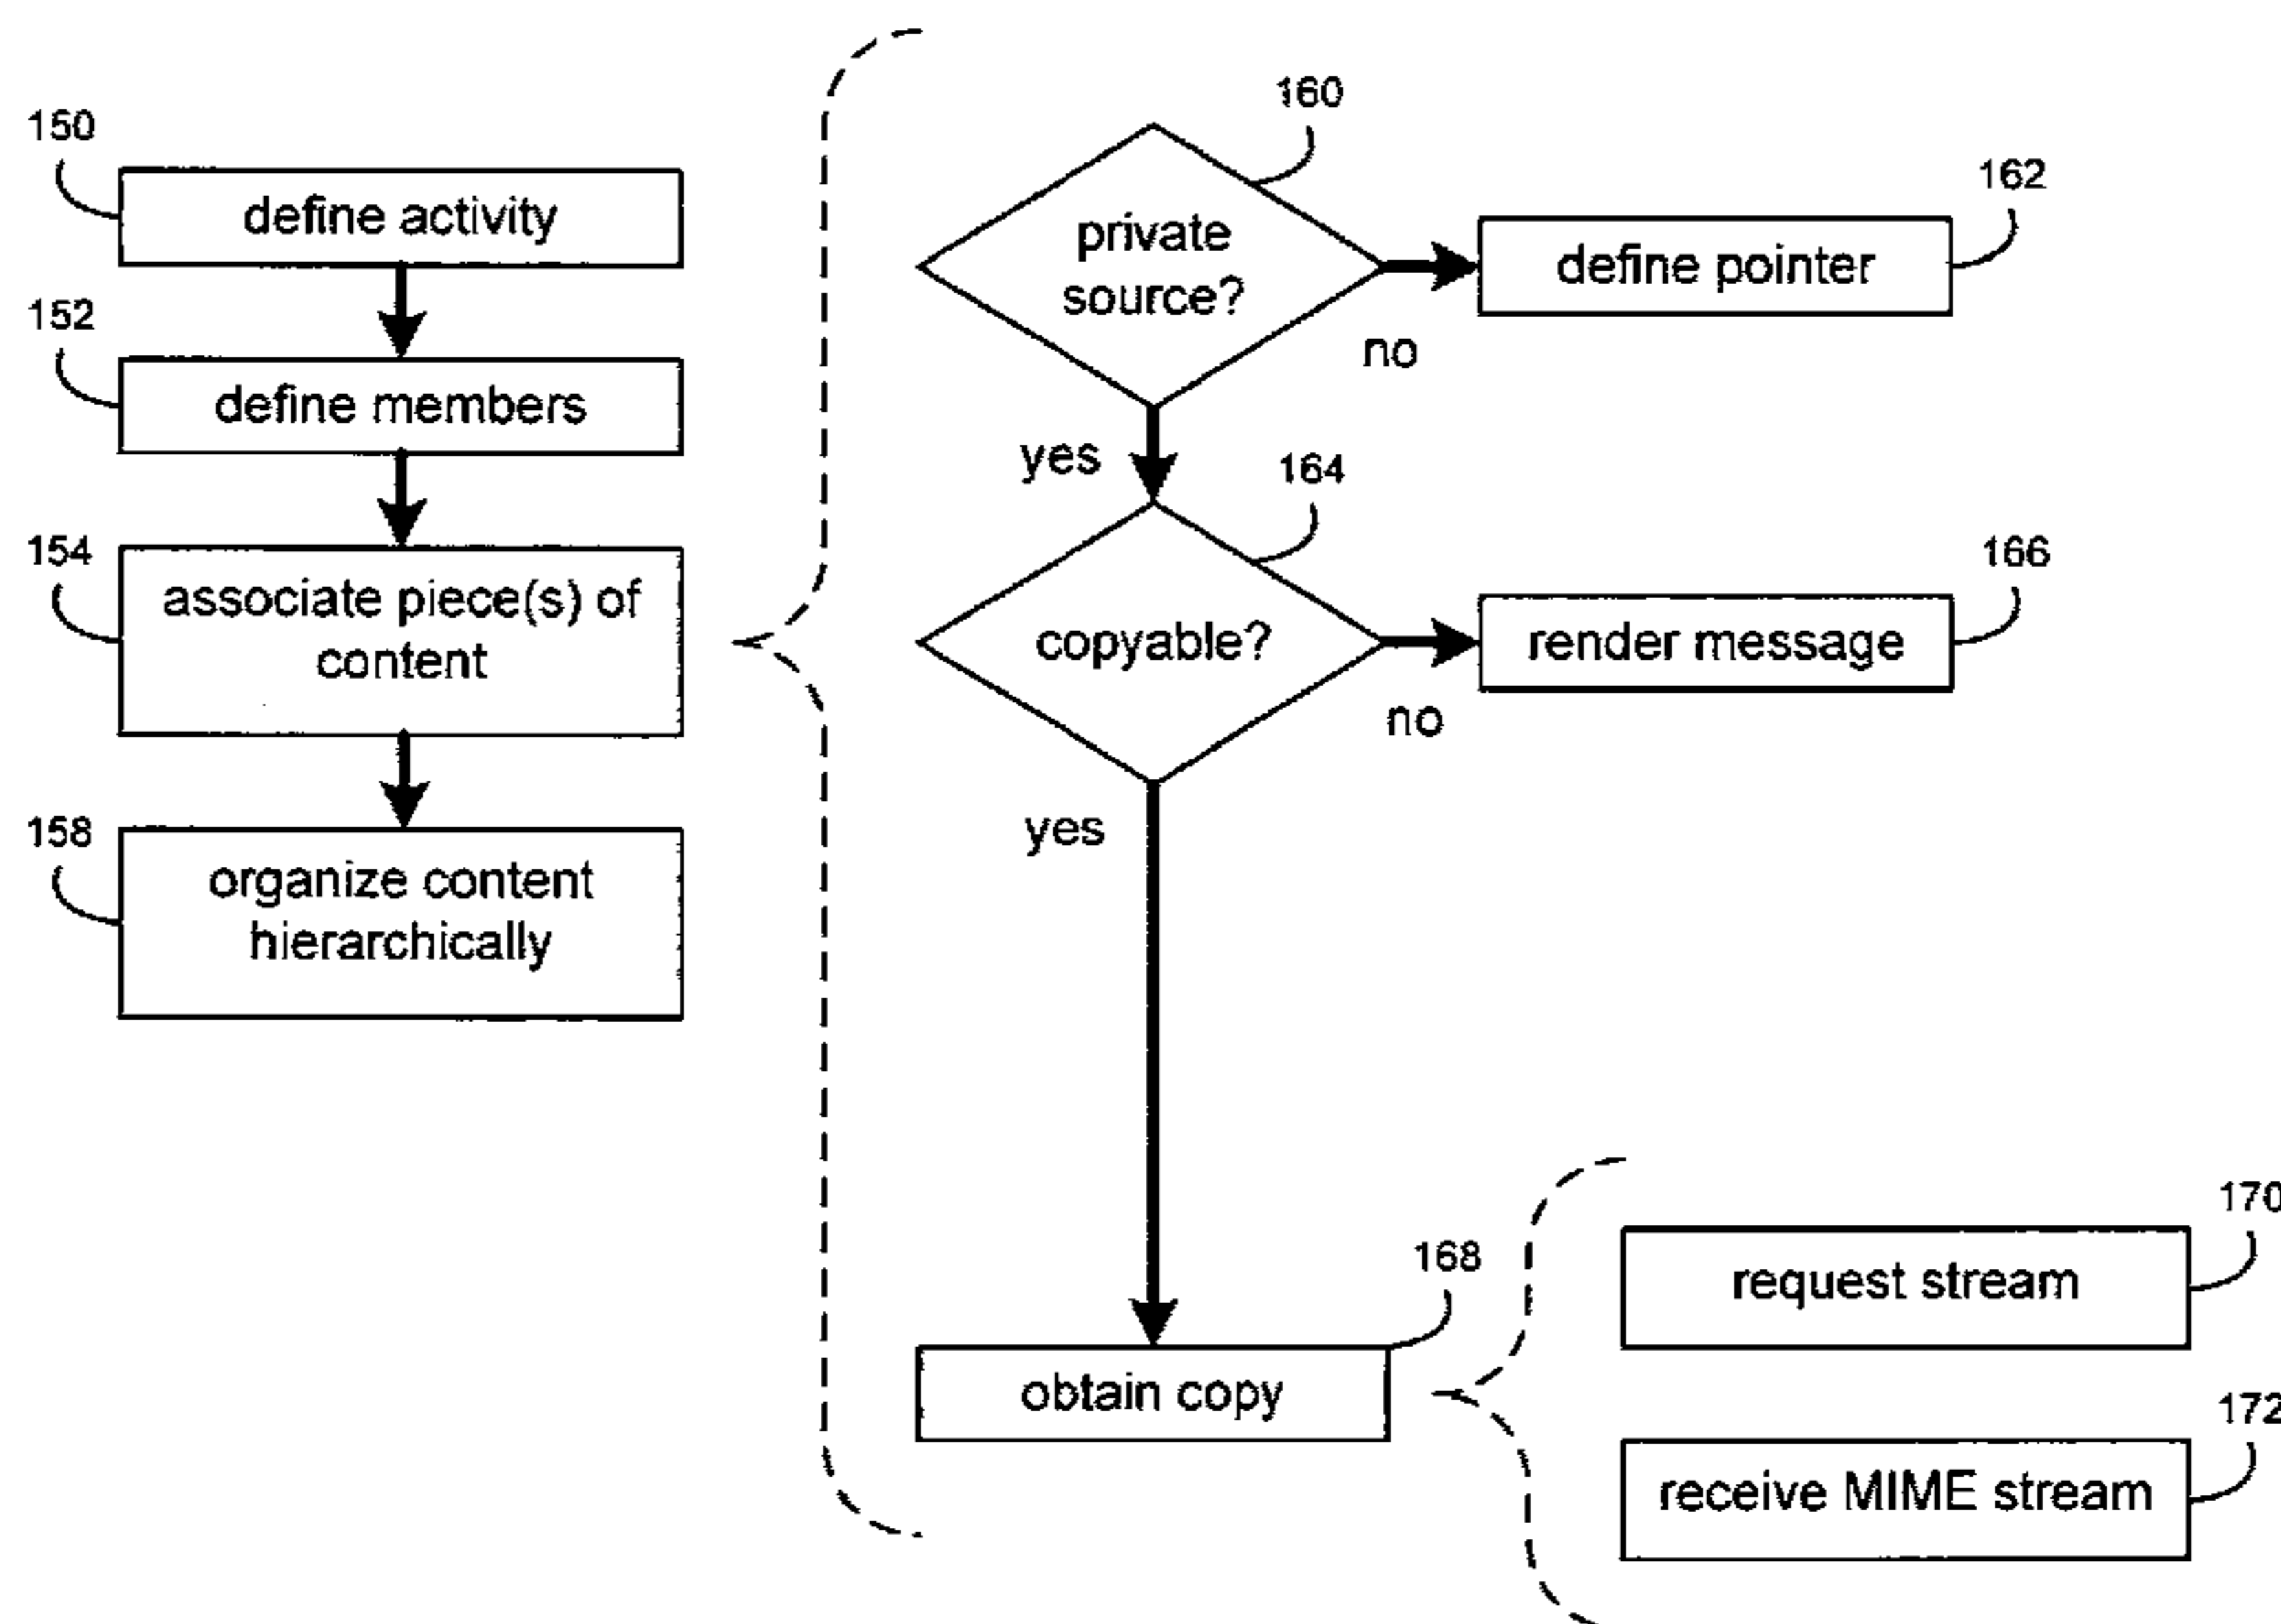 150
define activity
152
define members
154
associate piece(s) of
content
158
organize content
hierarchically
160
private
source?
no
162
define pointer
yes
164
copyable?
no
166
render message
yes
168
obtain copy
170
request stream
172
receive MIME stream